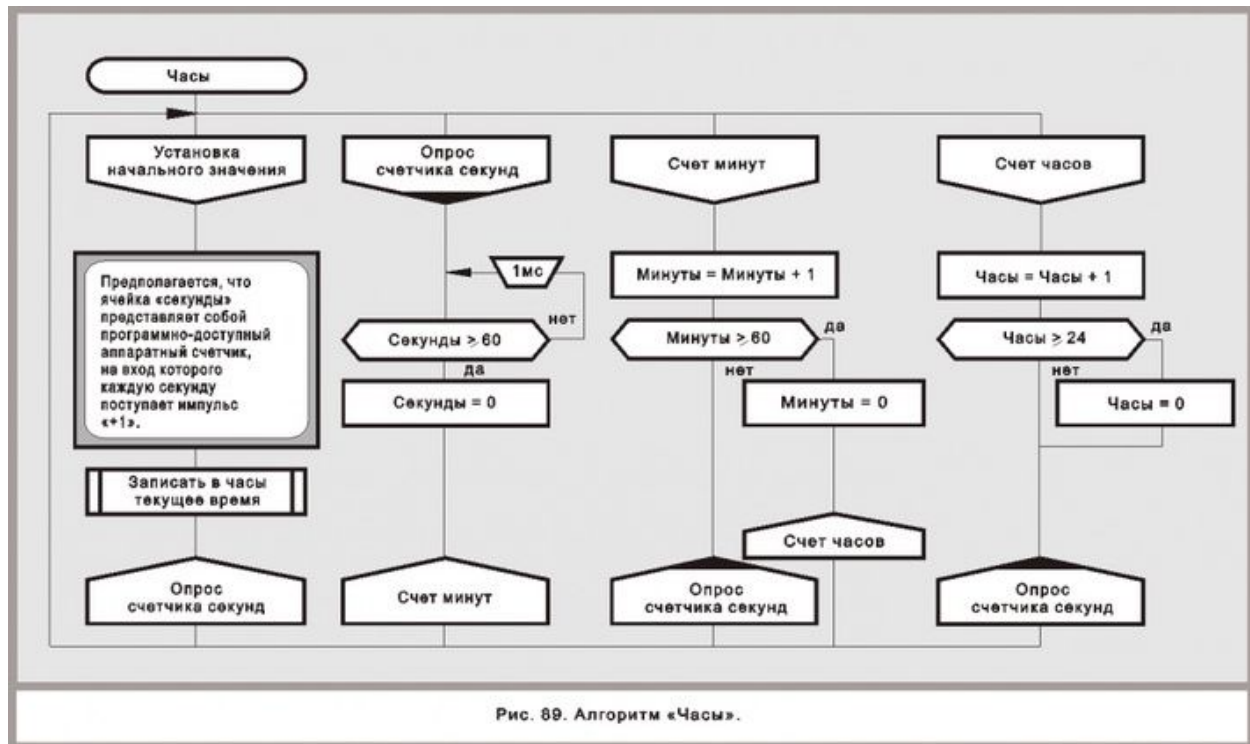 Часы
Установка
начального значения
Предполагается, что
ячейка «секунды»
представляет собой
программно-доступный
аппаратный счетчик,
на вход которого
каждую секунду
поступает импульс
«+1».
Записать в часы
текущее время
Опрос
счетчика секунд
Опрос
счетчика секунд
1мс
Секунды ⩾ 60
нет
да
Секунды = 0
Счет минут
Счет минут
Минуты = Минуты + 1
Минуты ⩾ 60
да
нет
Минуты = 0
Счет часов
Опрос
счетчика секунд
Счет часов
Часы = Часы + 1
Часы ⩾ 24
да
нет
Часы = 0
Опрос
счетчика секунд
Рис. 89. Алгоритм «Часы».